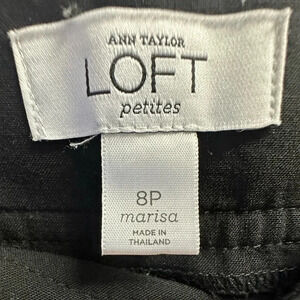 ANN TAYLOR
LOFT
petites
8P
marisa
MADE IN
THAILAND